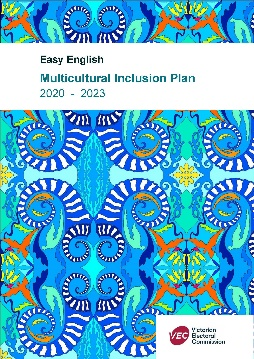 Easy English
Multicultural Inclusion Plan
2020 - 2023
VEC
Victorian
Electoral
Commission